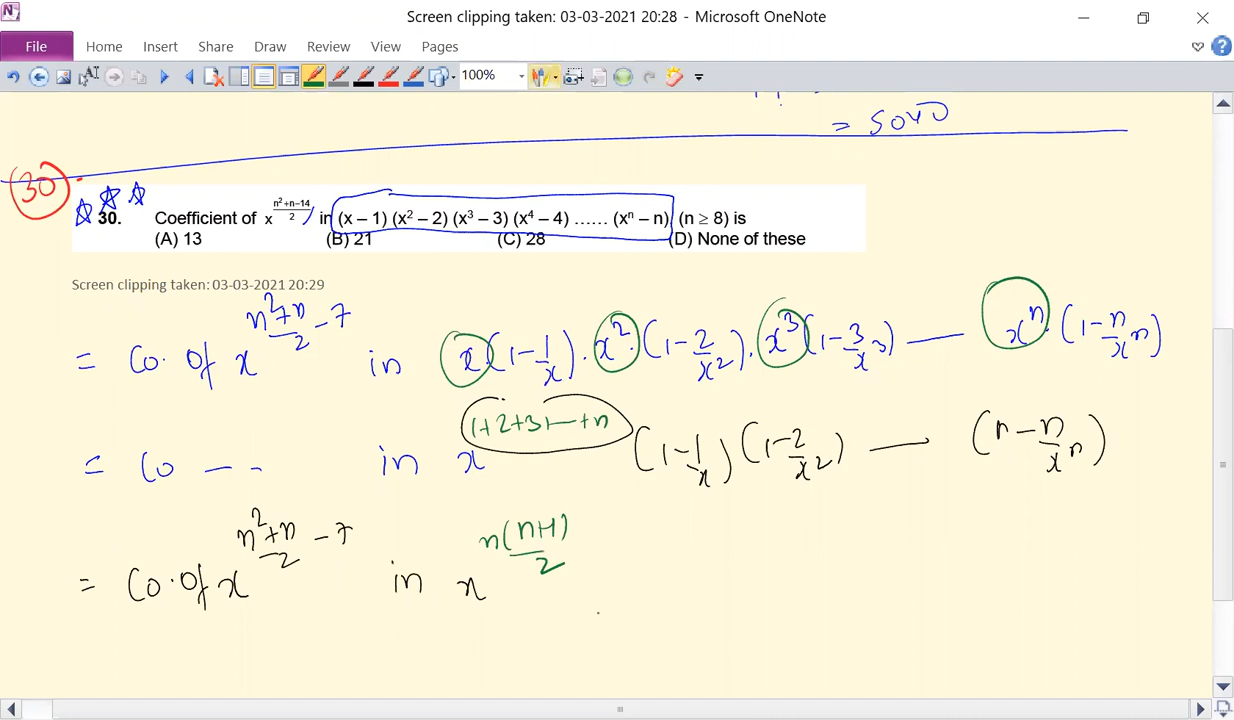 Screen clipping taken: 03-03-2021 20:28 - Microsoft OneNote
File Home Insert Share Draw Review View Pages
100%
= 5040
30
30. Coefficient of x^((n²+n−14)/2) in (x – 1) (x² – 2) (x³ – 3) (x⁴ – 4) ...... (xⁿ – n), (n ≥ 8) is
(A) 13 (B) 21 (C) 28 (D) None of these
Screen clipping taken: 03-03-2021 20:29
= Co. Of x^((n²+n)/2 – 7) in x (1 – 1/x) · x² · (1 – 2/x²) · x³ (1 – 3/x³) —— xⁿ · (1 – n/xⁿ)
= Co – – in x^(1+2+3+ – – +n) (1 – 1/x) (1 – 2/x²) —— (n – n/xⁿ)
= Co. Of x^((n²+n)/2 – 7) in x^(n(n+1)/2)